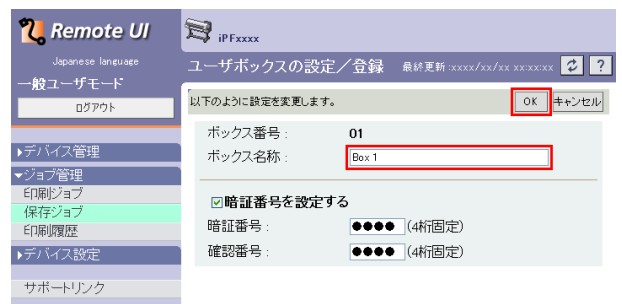 Remote UI
Japanese language
一般ユーザモード
ログアウト
▶デバイス管理
▼ジョブ管理
印刷ジョブ
保存ジョブ
印刷履歴
▶デバイス設定
サポートリンク
iPFxxxx
ユーザボックスの設定／登録 最終更新:xxxx/xx/xx xx:xx:xx ?
以下のように設定を変更します。 OK キャンセル
ボックス番号： 01
ボックス名称： Box 1
暗証番号を設定する
暗証番号： ●●●● (4桁固定)
確認番号： ●●●● (4桁固定)